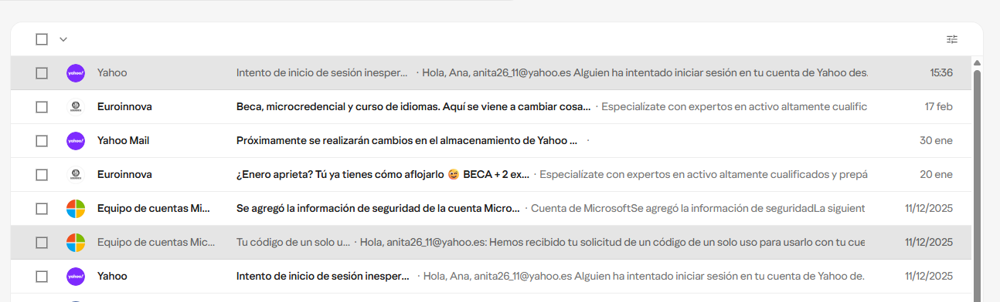 Yahoo Intento de inicio de sesión inesper... · Hola, Ana, anita26_11@yahoo.es Alguien ha intentado iniciar sesión en tu cuenta de Yahoo des. 15:36
Euroinnova Beca, microcredencial y curso de idiomas. Aquí se viene a cambiar cosa... · Especialízate con expertos en activo altamente cualific 17 feb
Yahoo Mail Próximamente se realizarán cambios en el almacenamiento de Yahoo ... · 30 ene
Euroinnova ¿Enero aprieta? Tú ya tienes cómo aflojarlo 😋 BECA + 2 ex... · Especialízate con expertos en activo altamente cualificados y prepá 20 ene
Equipo de cuentas Mi... Se agregó la información de seguridad de la cuenta Micro... · Cuenta de MicrosoftSe agregó la información de seguridadLa siguient 11/12/2025
Equipo de cuentas Mic... Tu código de un solo u... · Hola, anita26_11@yahoo.es: Hemos recibido tu solicitud de un código de un solo uso para usarlo con tu cue 11/12/2025
Yahoo Intento de inicio de sesión inesper... · Hola, Ana, anita26_11@yahoo.es Alguien ha intentado iniciar sesión en tu cuenta de Yahoo de. 11/12/2025